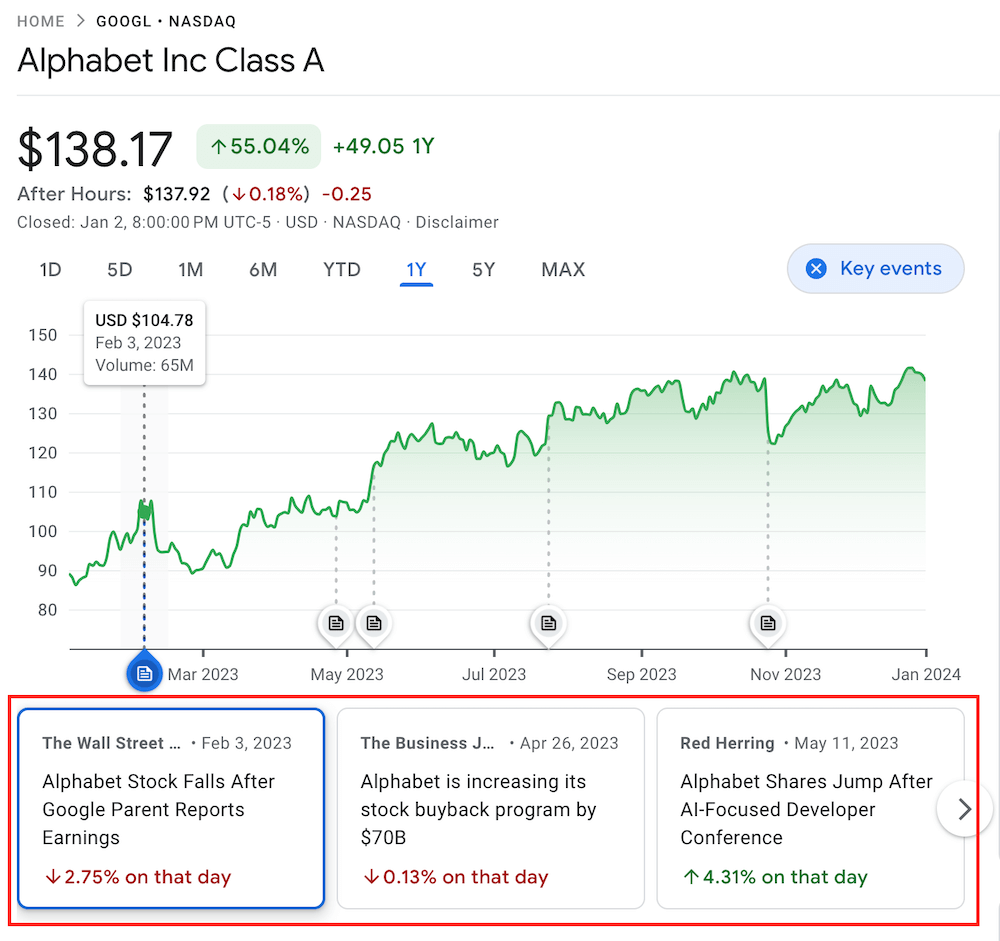 HOME > GOOGL • NASDAQ
Alphabet Inc Class A
$138.17 ↑55.04% +49.05 1Y
After Hours: $137.92 (↓0.18%) -0.25
Closed: Jan 2, 8:00:00 PM UTC-5 · USD · NASDAQ · Disclaimer
1D 5D 1M 6M YTD 1Y 5Y MAX
Key events
USD $104.78
Feb 3, 2023
Volume: 65M
150
140
130
120
110
100
90
80
Mar 2023 May 2023 Jul 2023 Sep 2023 Nov 2023 Jan 2024
The Wall Street ... • Feb 3, 2023
Alphabet Stock Falls After
Google Parent Reports
Earnings
↓2.75% on that day
The Business J... • Apr 26, 2023
Alphabet is increasing its
stock buyback program by
$70B
↓0.13% on that day
Red Herring • May 11, 2023
Alphabet Shares Jump After
AI-Focused Developer
Conference
↑4.31% on that day